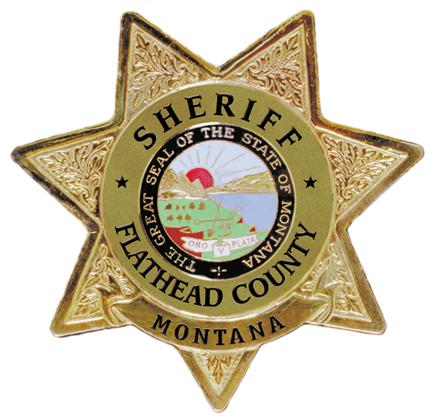 SHERIFF
THE GREAT SEAL OF THE STATE OF MONTANA
ORO Y PLATA
FLATHEAD COUNTY
MONTANA